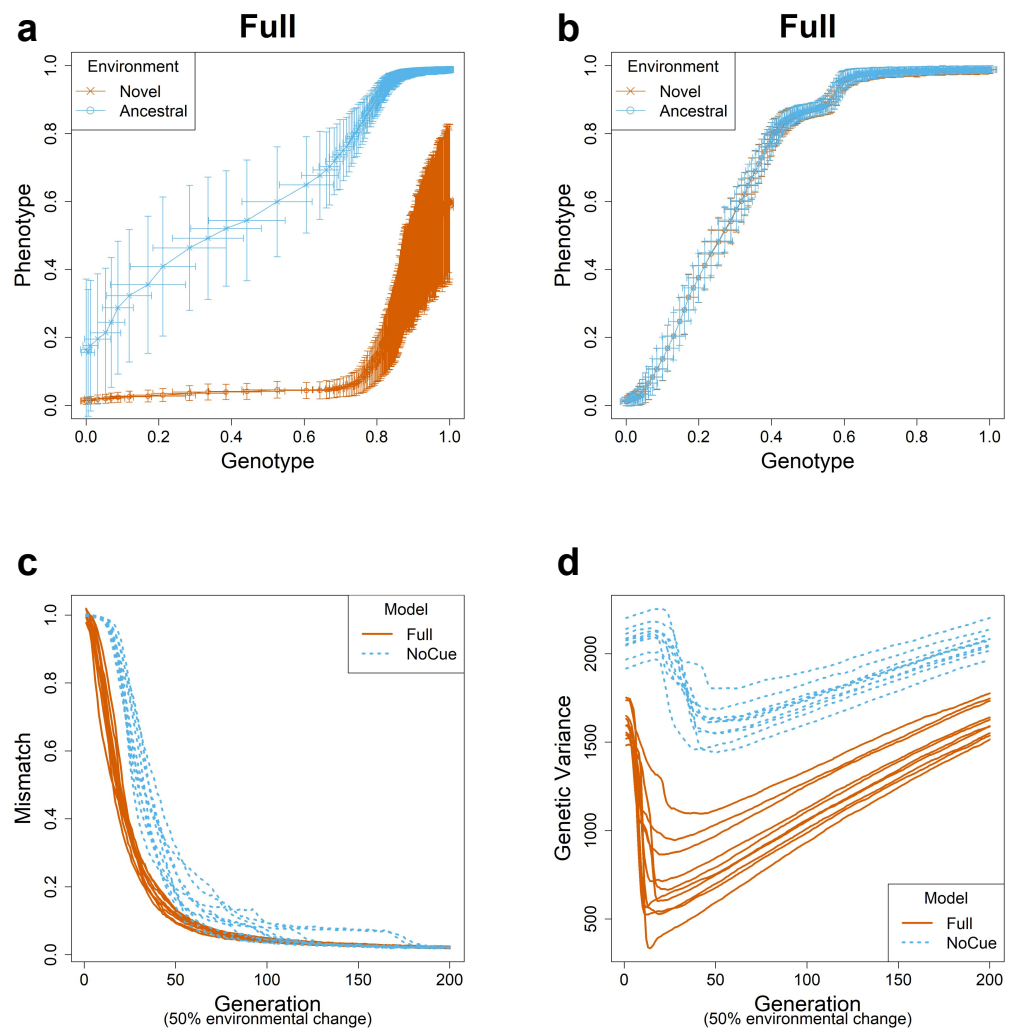 a
Full
Environment
Novel
Ancestral
0.0 0.2 0.4 0.6 0.8 1.0
Phenotype
0.0 0.2 0.4 0.6 0.8 1.0
Genotype
b
Full
Environment
Novel
Ancestral
0.0 0.2 0.4 0.6 0.8 1.0
Phenotype
0.0 0.2 0.4 0.6 0.8 1.0
Genotype
c
Model
Full
NoCue
0.0 0.2 0.4 0.6 0.8 1.0
Mismatch
0 50 100 150 200
Generation
(50% environmental change)
d
500 1000 1500 2000
Genetic Variance
Model
Full
NoCue
0 50 100 150 200
Generation
(50% environmental change)